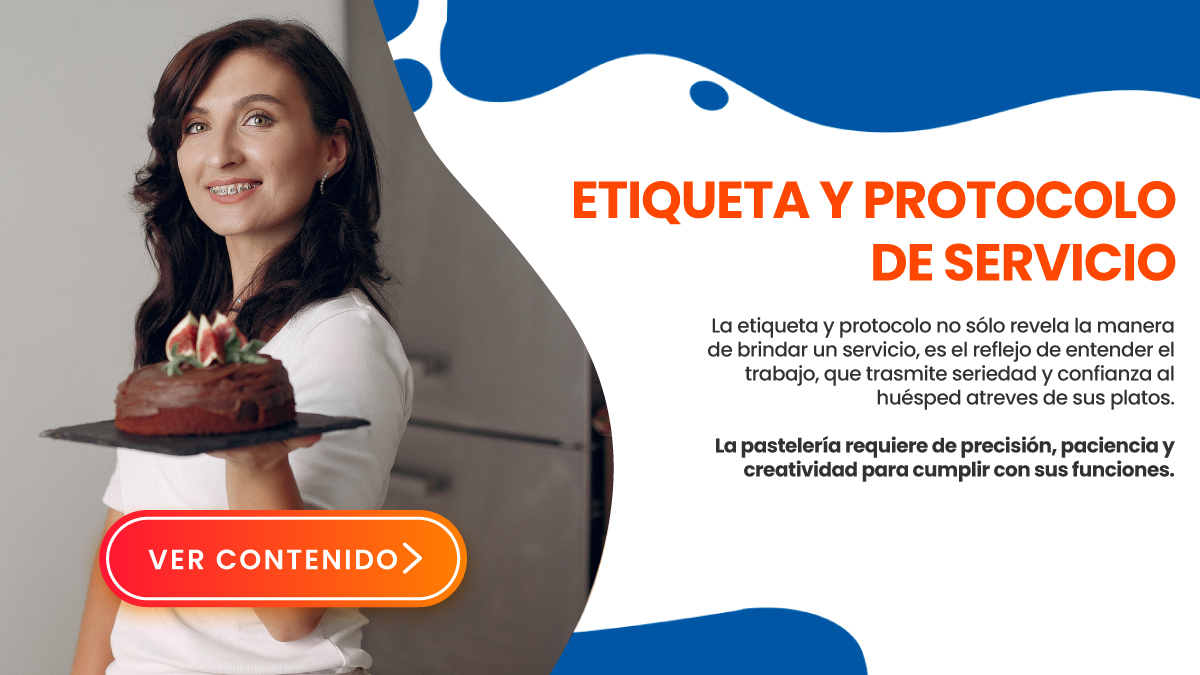 ETIQUETA Y PROTOCOLO
DE SERVICIO
La etiqueta y protocolo no sólo revela la manera
de brindar un servicio, es el reflejo de entender el
trabajo, que trasmite seriedad y confianza al
huésped atreves de sus platos.
La pastelería requiere de precisión, paciencia y
creatividad para cumplir con sus funciones.
VER CONTENIDO